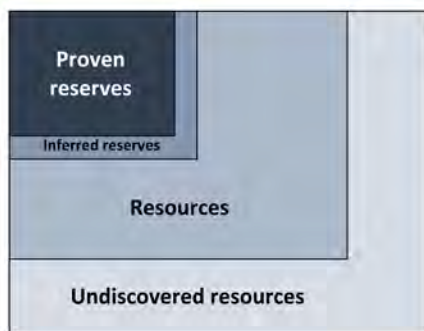 Proven
reserves
Inferred reserves
Resources
Undiscovered resources